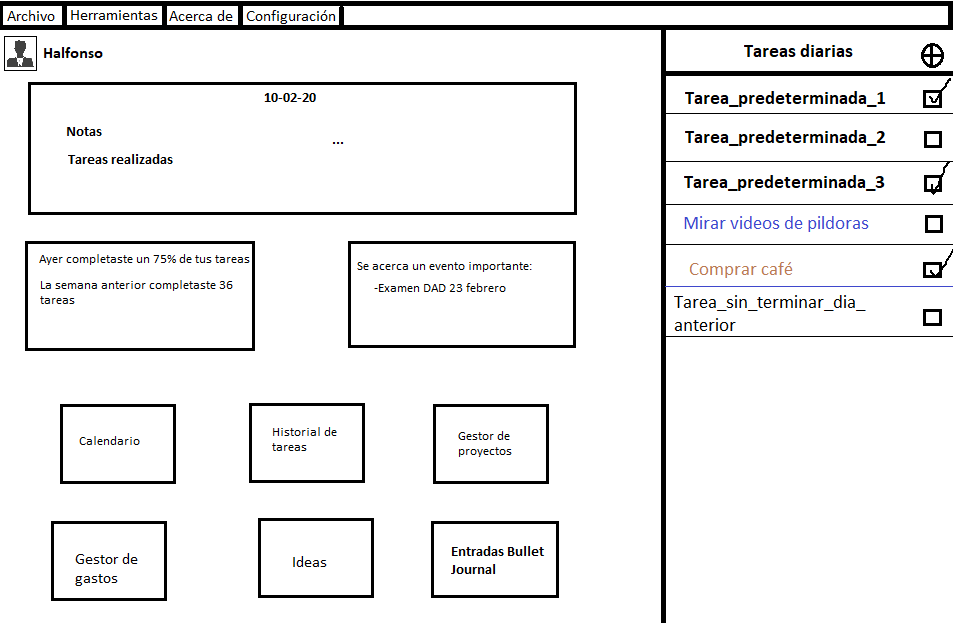 Archivo
Herramientas
Acerca de
Configuración
Halfonso
10-02-20
Notas
...
Tareas realizadas
Ayer completaste un 75% de tus tareas
La semana anterior completaste 36
tareas
Se acerca un evento importante:
-Examen DAD 23 febrero
Calendario
Historial de
tareas
Gestor de
proyectos
Gestor de
gastos
Ideas
Entradas Bullet
Journal
Tareas diarias
Tarea_predeterminada_1
Tarea_predeterminada_2
Tarea_predeterminada_3
Mirar videos de pildoras
Comprar café
Tarea_sin_terminar_dia_
anterior